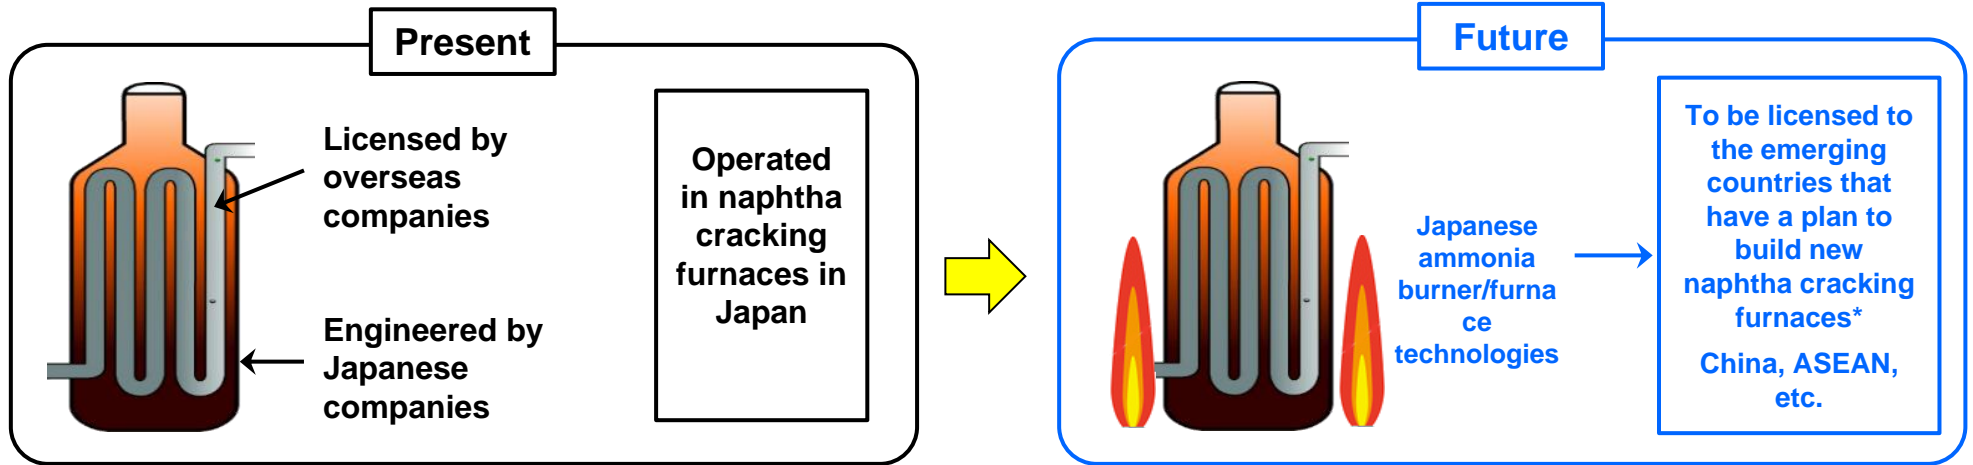 Present
Licensed by
overseas
companies
Engineered by
Japanese
companies
Operated
in naphtha
cracking
furnaces in
Japan
Future
Japanese
ammonia
burner/furna
ce
technologies
To be licensed to
the emerging
countries that
have a plan to
build new
naphtha cracking
furnaces*
China, ASEAN,
etc.